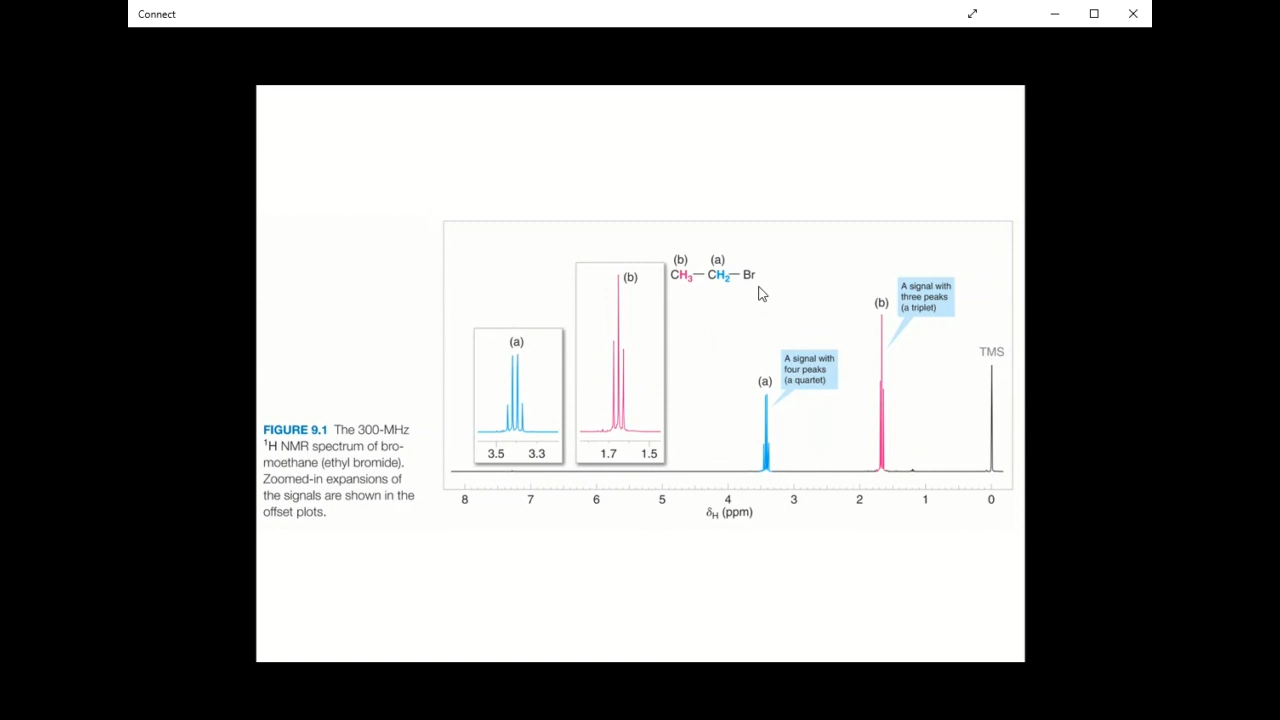 Connect
(b) (a)
CH3—CH2—Br
(b)
A signal with
three peaks
(a triplet)
(b)
TMS
(a)
A signal with
four peaks
(a quartet)
(a)
FIGURE 9.1 The 300-MHz
1H NMR spectrum of bro-
moethane (ethyl bromide).
Zoomed-in expansions of
the signals are shown in the
offset plots.
3.5 3.3
1.7 1.5
8 7 6 5 4 3 2 1 0
δH (ppm)